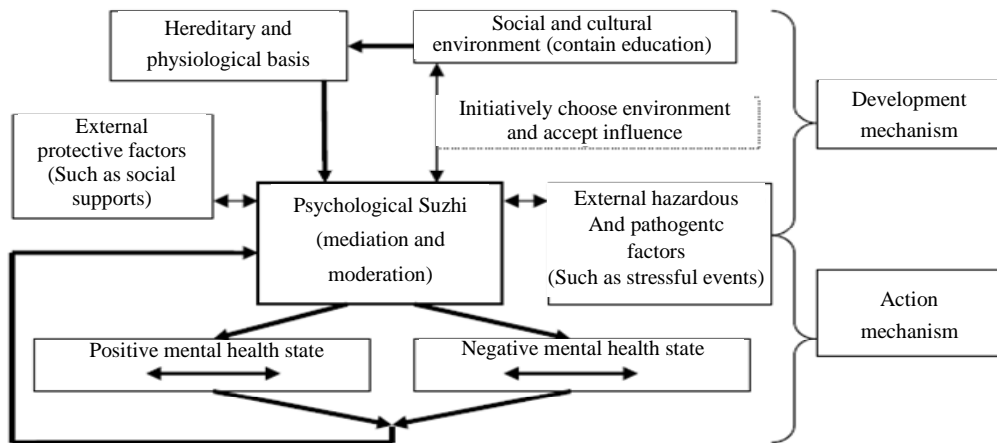 Hereditary and
physiological basis
Social and cultural
environment (contain education)
Initiatively choose environment
and accept influence
Development
mechanism
External
protective factors
(Such as social
supports)
Psychological Suzhi
(mediation and
moderation)
External hazardous
And pathogentc
factors
(Such as stressful events)
Action
mechanism
Positive mental health state
Negative mental health state